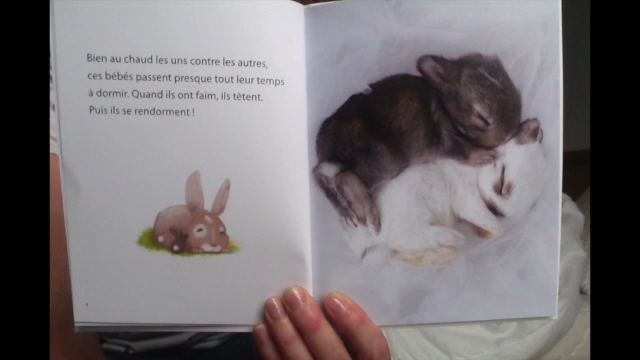 Bien au chaud les uns contre les autres,
ces bébés passent presque tout leur temps
à dormir. Quand ils ont faim, ils tètent.
Puis ils se rendorment !